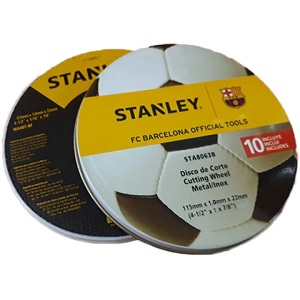 STANLEY
STANLEY
FC BARCELONA OFFICIAL TOOLS
STA8063B
Disco de Corte
Cutting Wheel
Metal/Inox
115mm x 1.0mm x 22mm
(4-1/2" x 1 x 7/8")
10 INCLUYE
INCLUI
INCLUDES